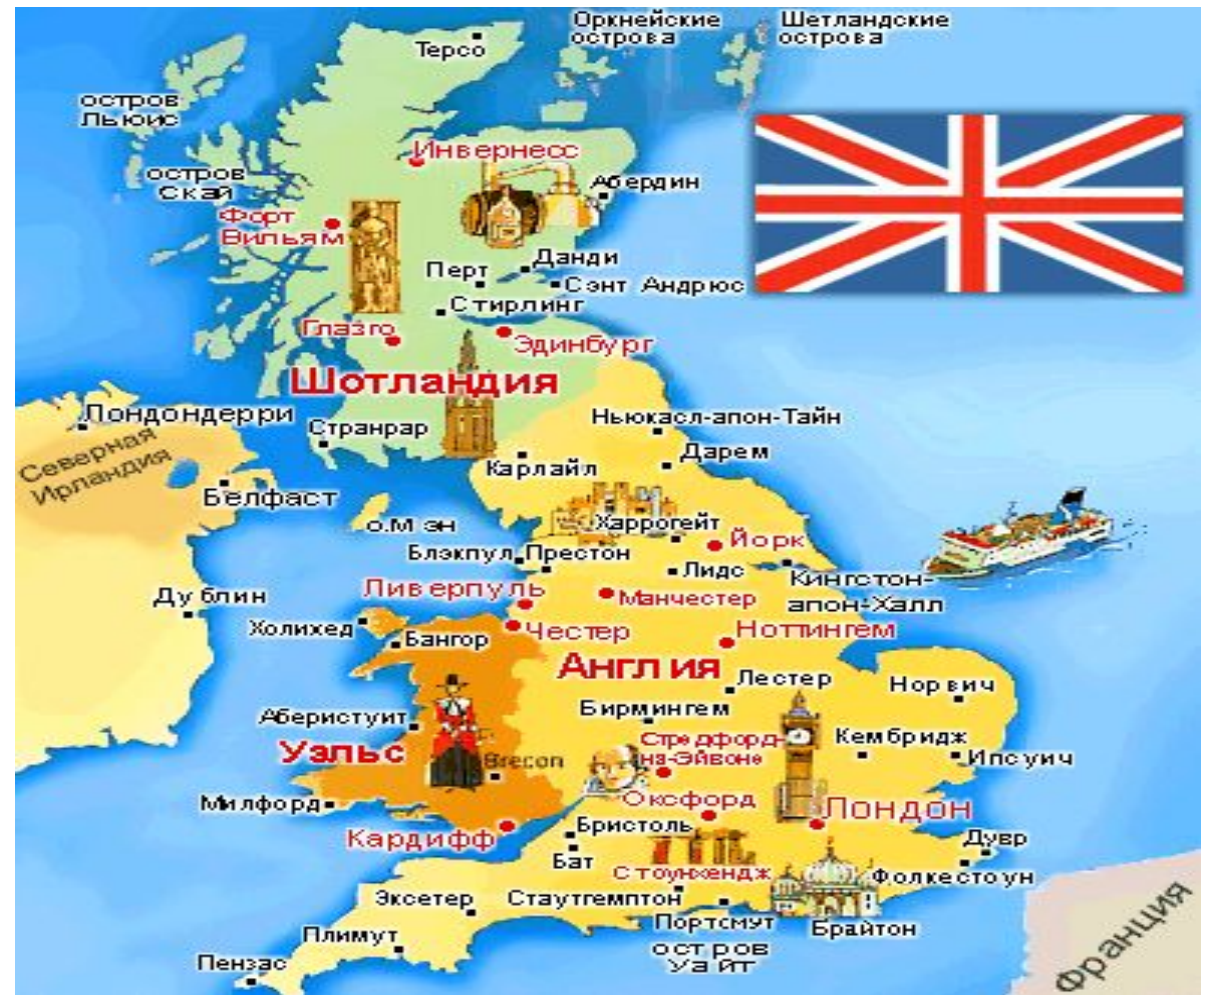 Оркнейские
острова
Шетландские
острова
Терсо
остров
Льюис
остров
Скай
Инвернесс
Абердин
Форт
Вильям
Данди
Перт
Сэнт Андрюс
Стирлинг
Глазго
Эдинбург
Шотландия
Лондондерри
Странрар
Ньюкасл-апон-Тайн
Северная
Ирландия
Дарем
Карлайл
Белфаст
о.Мэн
Харрогейт
Йорк
Блэкпул
Престон
Лидс
Кингстон-
апон-Халл
Ливерпуль
Манчестер
Дублин
Холихед
Бангор
Честер
Ноттингем
Англия
Лестер
Норвич
Бирмингем
Аберистуит
Уэльс
Стредфорд-
на-Эйвоне
Кембридж
Ипсуич
Brecon
Милфорд
Оксфорд
Лондон
Кардифф
Бристоль
Бат
Дувр
Стоунхендж
Фолкестоун
Эксетер
Стаутгемптон
Портсмут
Брайтон
остров
Уайт
Плимут
Пензас
Франция